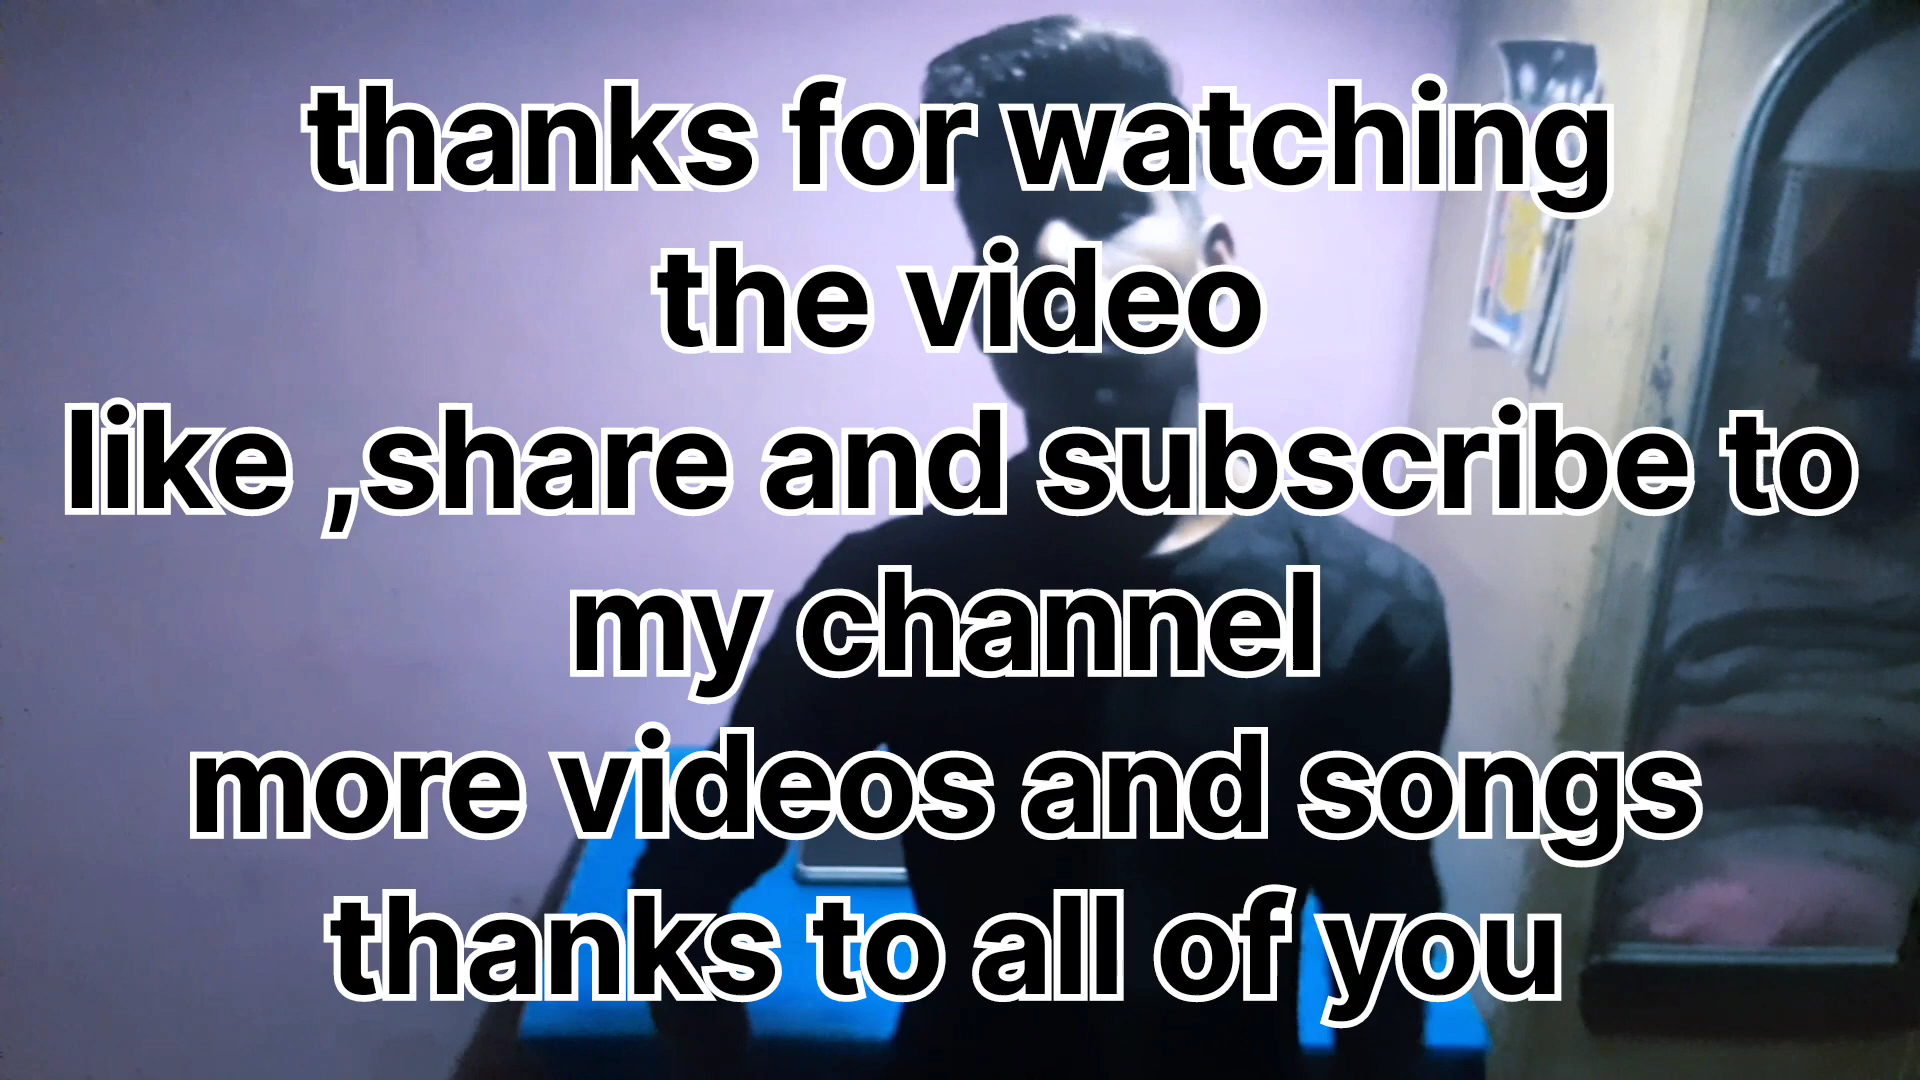 thanks for watching
the video
like ,share and subscribe to
my channel
more videos and songs
thanks to all of you